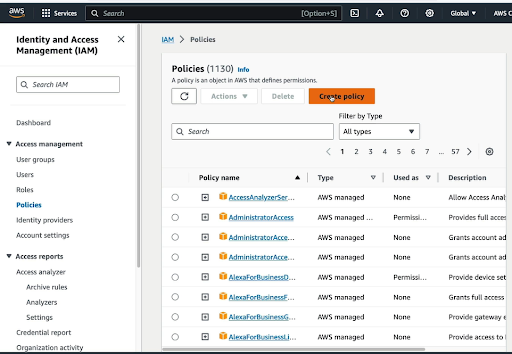 aws
Services
Search
[Option+S]
Global
AWS C
Identity and Access
Management (IAM)
Search IAM
Dashboard
Access management
User groups
Users
Roles
Policies
Identity providers
Account settings
Access reports
Access analyzer
Archive rules
Analyzers
Settings
Credential report
Organization activity
IAM > Policies
Policies (1130) Info
A policy is an object in AWS that defines permissions.
Actions
Delete
Create policy
Filter by Type
Search
All types
1 2 3 4 5 6 7 ... 57
Policy name Type Used as Description
AccessAnalyzerSer... AWS managed None Allow Access Anal
AdministratorAccess AWS managed ... Permissi... Provides full acces
AdministratorAcce... AWS managed None Grants account ad
AdministratorAcce... AWS managed None Grants account ad
AlexaForBusinessD... AWS managed Permissi... Provide device set
AlexaForBusinessF... AWS managed None Grants full access
AlexaForBusinessG... AWS managed None Provide gateway e
AlexaForBusinessLi... AWS managed None Provide access to